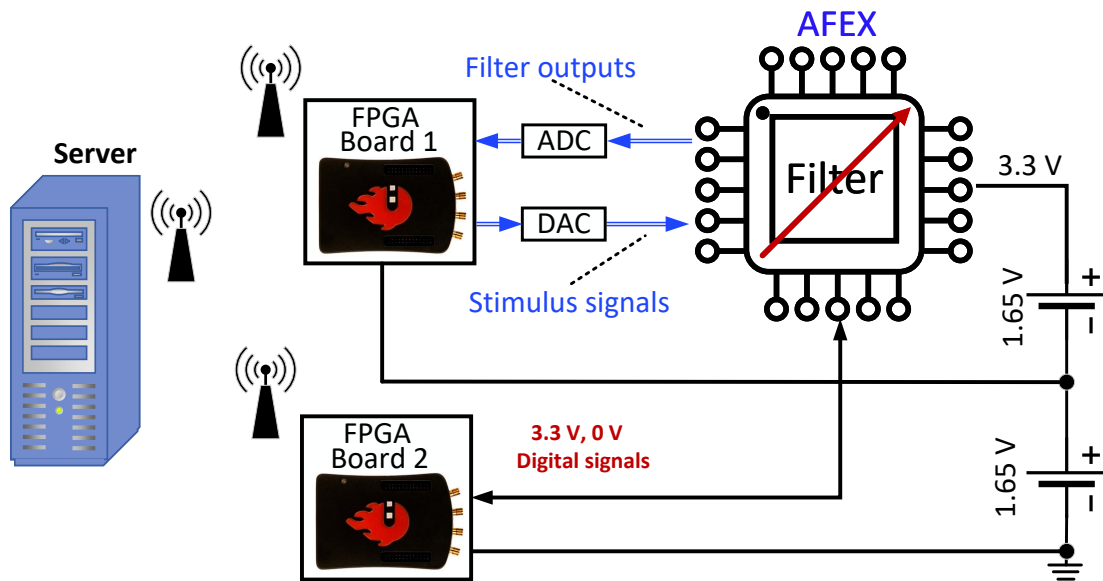 AFEX
Filter outputs
FPGA
Board 1
ADC
Server
Filter
3.3 V
DAC
Stimulus signals
+
1.65 V
–
FPGA
Board 2
3.3 V, 0 V
Digital signals
+
1.65 V
–